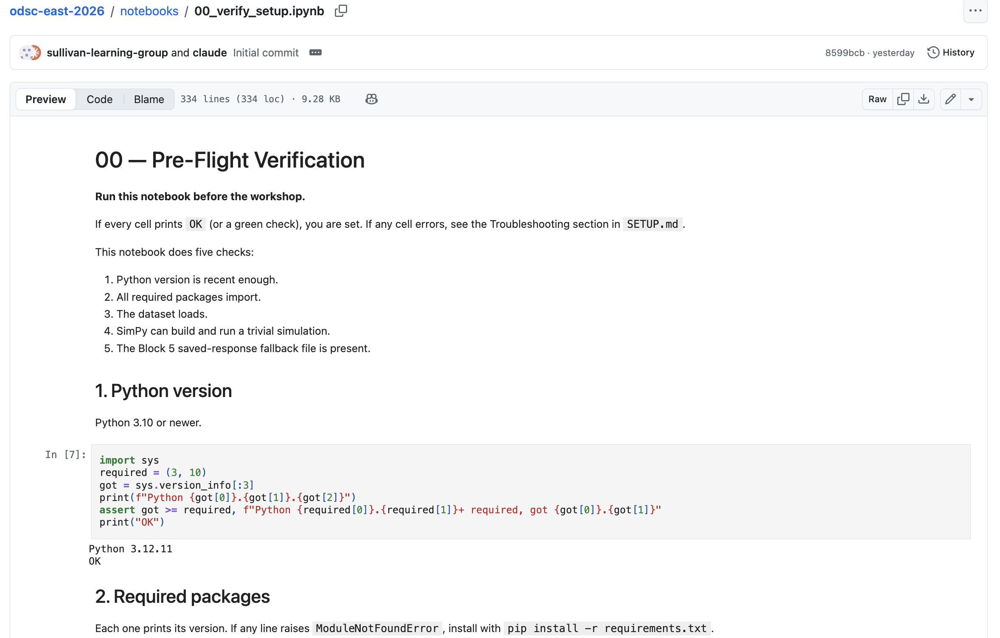 odsc-east-2026 / notebooks / 00_verify_setup.ipynb
sullivan-learning-group and claude Initial commit
8599bcb · yesterday History
Preview Code Blame 334 lines (334 loc) · 9.28 KB Raw
00 — Pre-Flight Verification
Run this notebook before the workshop.
If every cell prints OK (or a green check), you are set. If any cell errors, see the Troubleshooting section in SETUP.md.
This notebook does five checks:
1. Python version is recent enough.
2. All required packages import.
3. The dataset loads.
4. SimPy can build and run a trivial simulation.
5. The Block 5 saved-response fallback file is present.
1. Python version
Python 3.10 or newer.
In [7]:
import sys
required = (3, 10)
got = sys.version_info[:3]
print(f"Python {got[0]}.{got[1]}.{got[2]}")
assert got >= required, f"Python {required[0]}.{required[1]}+ required, got {got[0]}.{got[1]}"
print("OK")
Python 3.12.11
OK
2. Required packages
Each one prints its version. If any line raises ModuleNotFoundError, install with pip install -r requirements.txt.